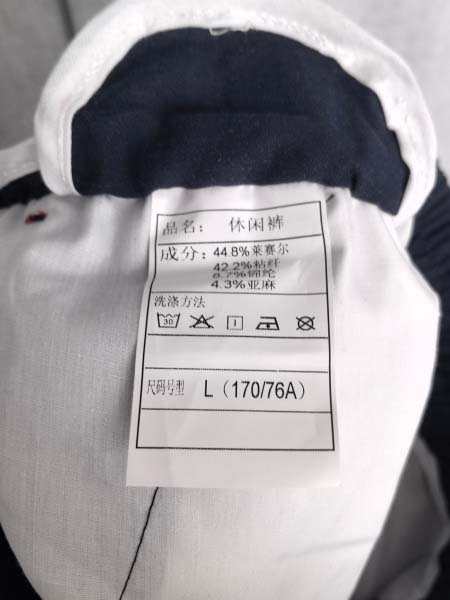 品名： 休闲裤
成分：44.8%莱赛尔
42.2%粘纤
8.7%锦纶
4.3%亚麻
洗涤方法
30
尺码号型 L（170/76A）